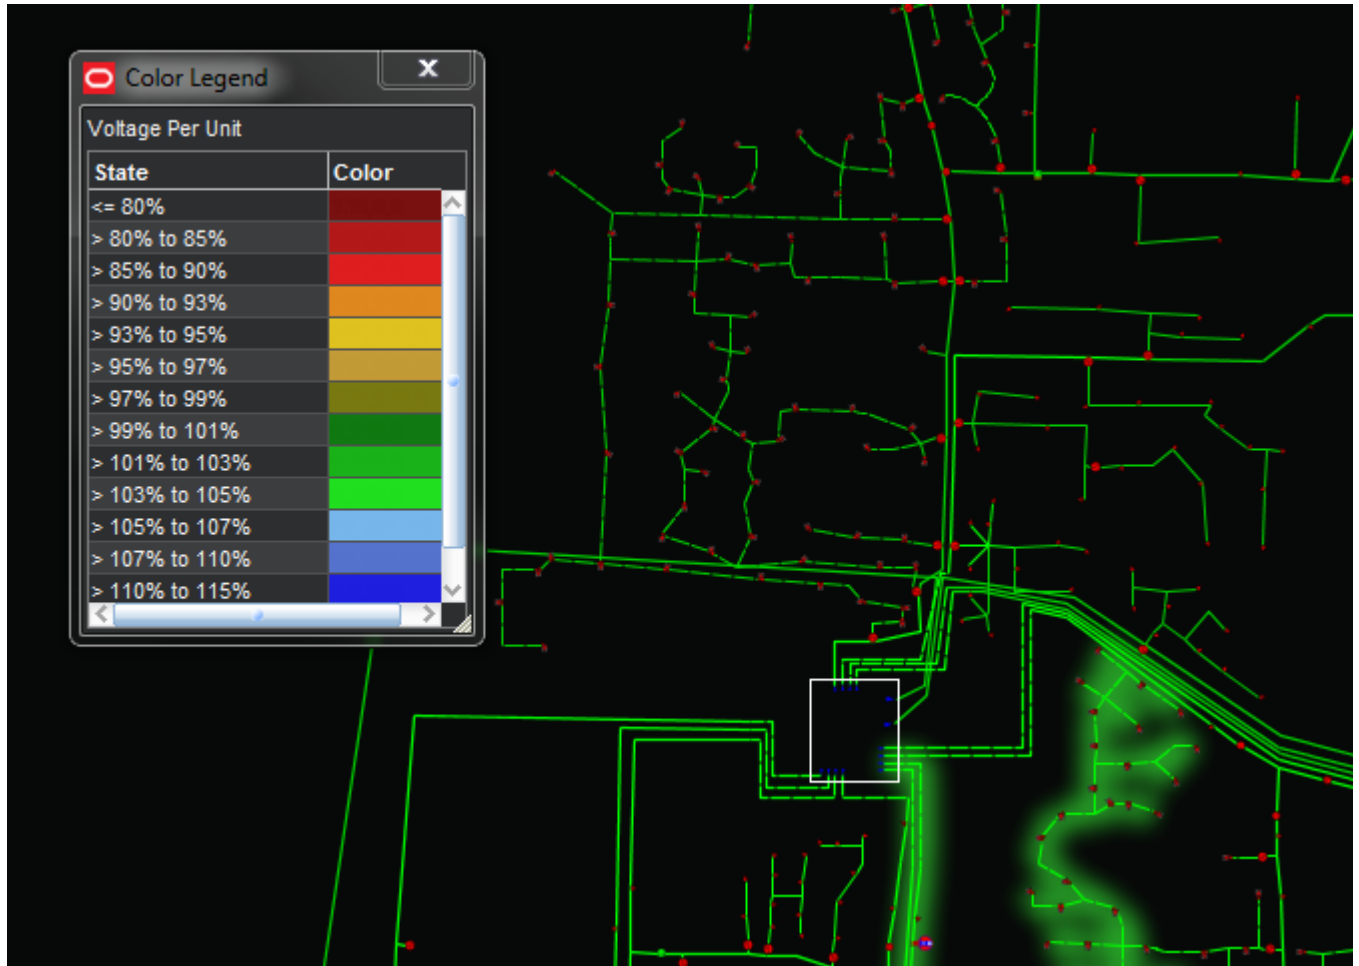 Color Legend
Voltage Per Unit
State Color
<= 80%
> 80% to 85%
> 85% to 90%
> 90% to 93%
> 93% to 95%
> 95% to 97%
> 97% to 99%
> 99% to 101%
> 101% to 103%
> 103% to 105%
> 105% to 107%
> 107% to 110%
> 110% to 115%